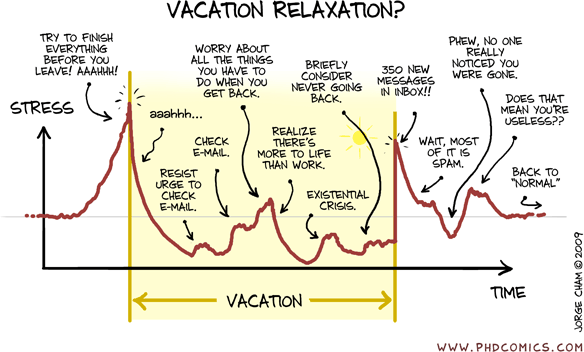 VACATION RELAXATION?
TRY TO FINISH
EVERYTHING
BEFORE YOU
LEAVE! AAAHHH!
STRESS
aaahhh...
RESIST
URGE TO
CHECK
E-MAIL.
CHECK
E-MAIL.
WORRY ABOUT
ALL THE THINGS
YOU HAVE TO
DO WHEN YOU
GET BACK.
REALIZE
THERE'S
MORE TO LIFE
THAN WORK.
EXISTENTIAL
CRISIS.
BRIEFLY
CONSIDER
NEVER GOING
BACK.
350 NEW
MESSAGES
IN INBOX!!
WAIT, MOST
OF IT IS
SPAM.
PHEW, NO ONE
REALLY
NOTICED YOU
WERE GONE.
DOES THAT
MEAN YOU'RE
USELESS??
BACK TO
"NORMAL"
VACATION
TIME
JORGE CHAM © 2009
WWW.PHDCOMICS.COM